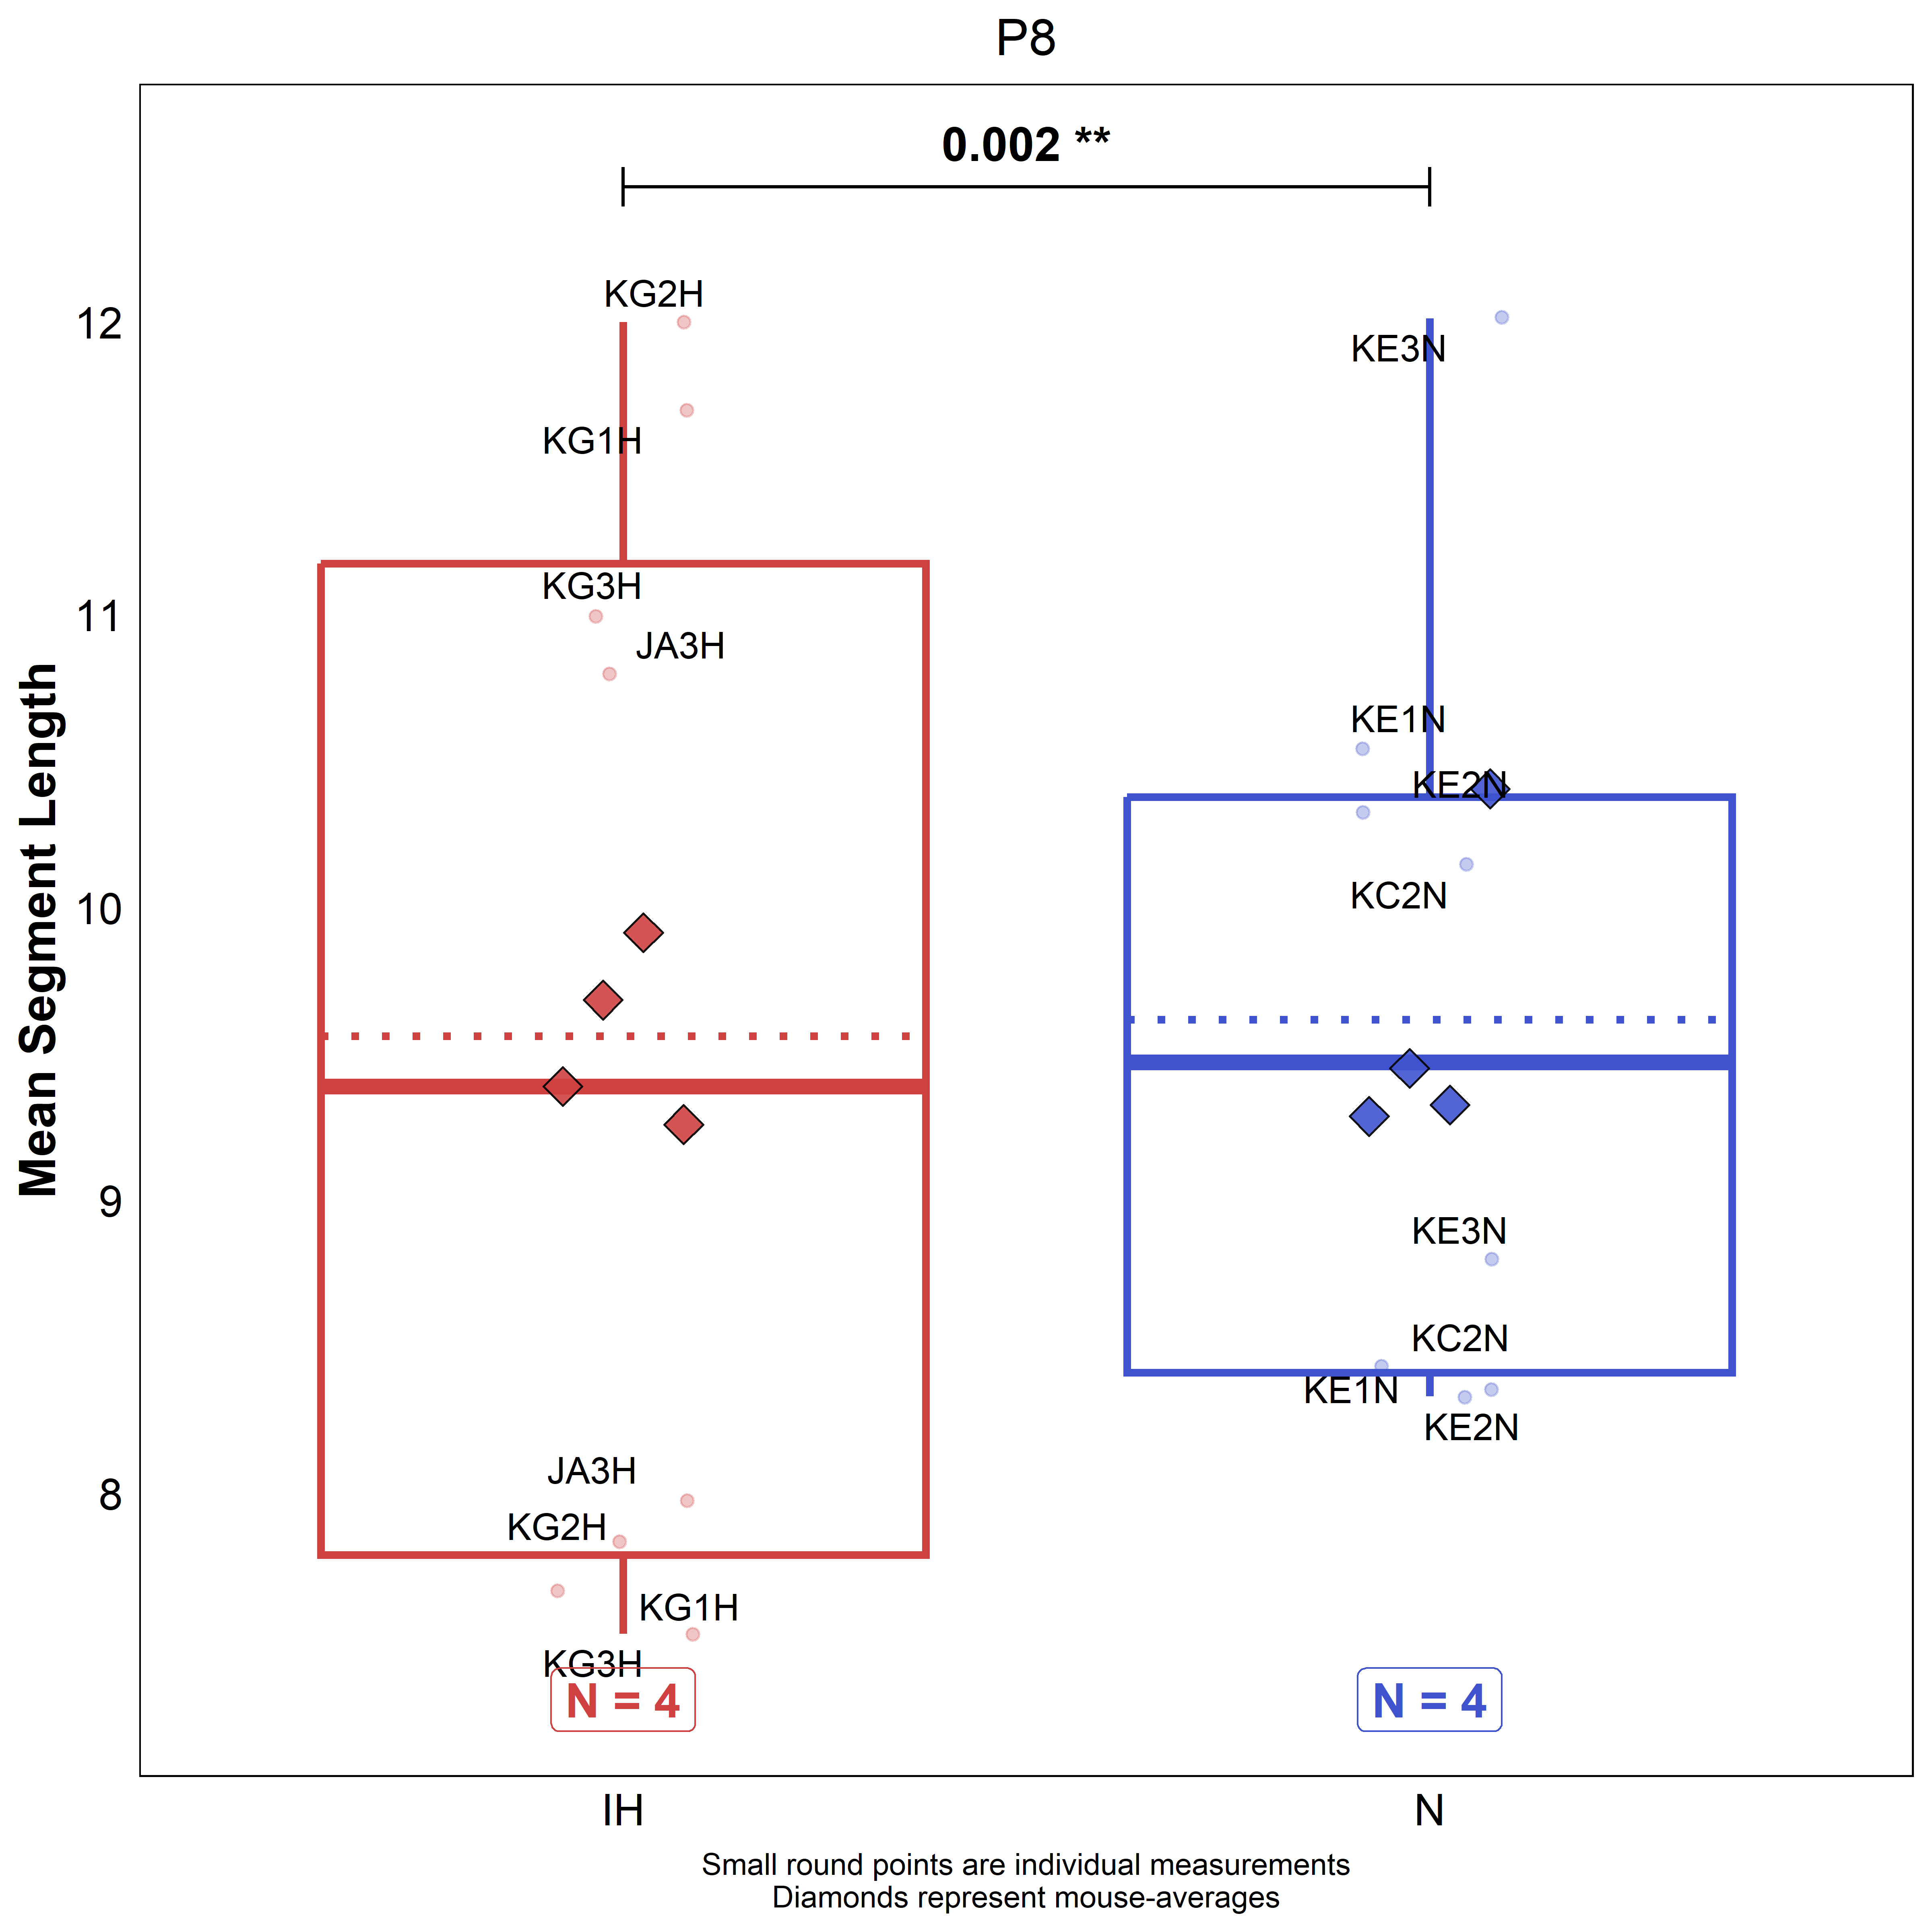 P8
0.002 **
KG2H
12
KE3N
KG1H
KG3H
11
JA3H
KE1N
KE2N
KC2N
10
Mean Segment Length
9
KE3N
KC2N
KE1N
KE2N
JA3H
8
KG2H
KG1H
KG3H
N = 4
N = 4
IH
N
Small round points are individual measurements
Diamonds represent mouse-averages